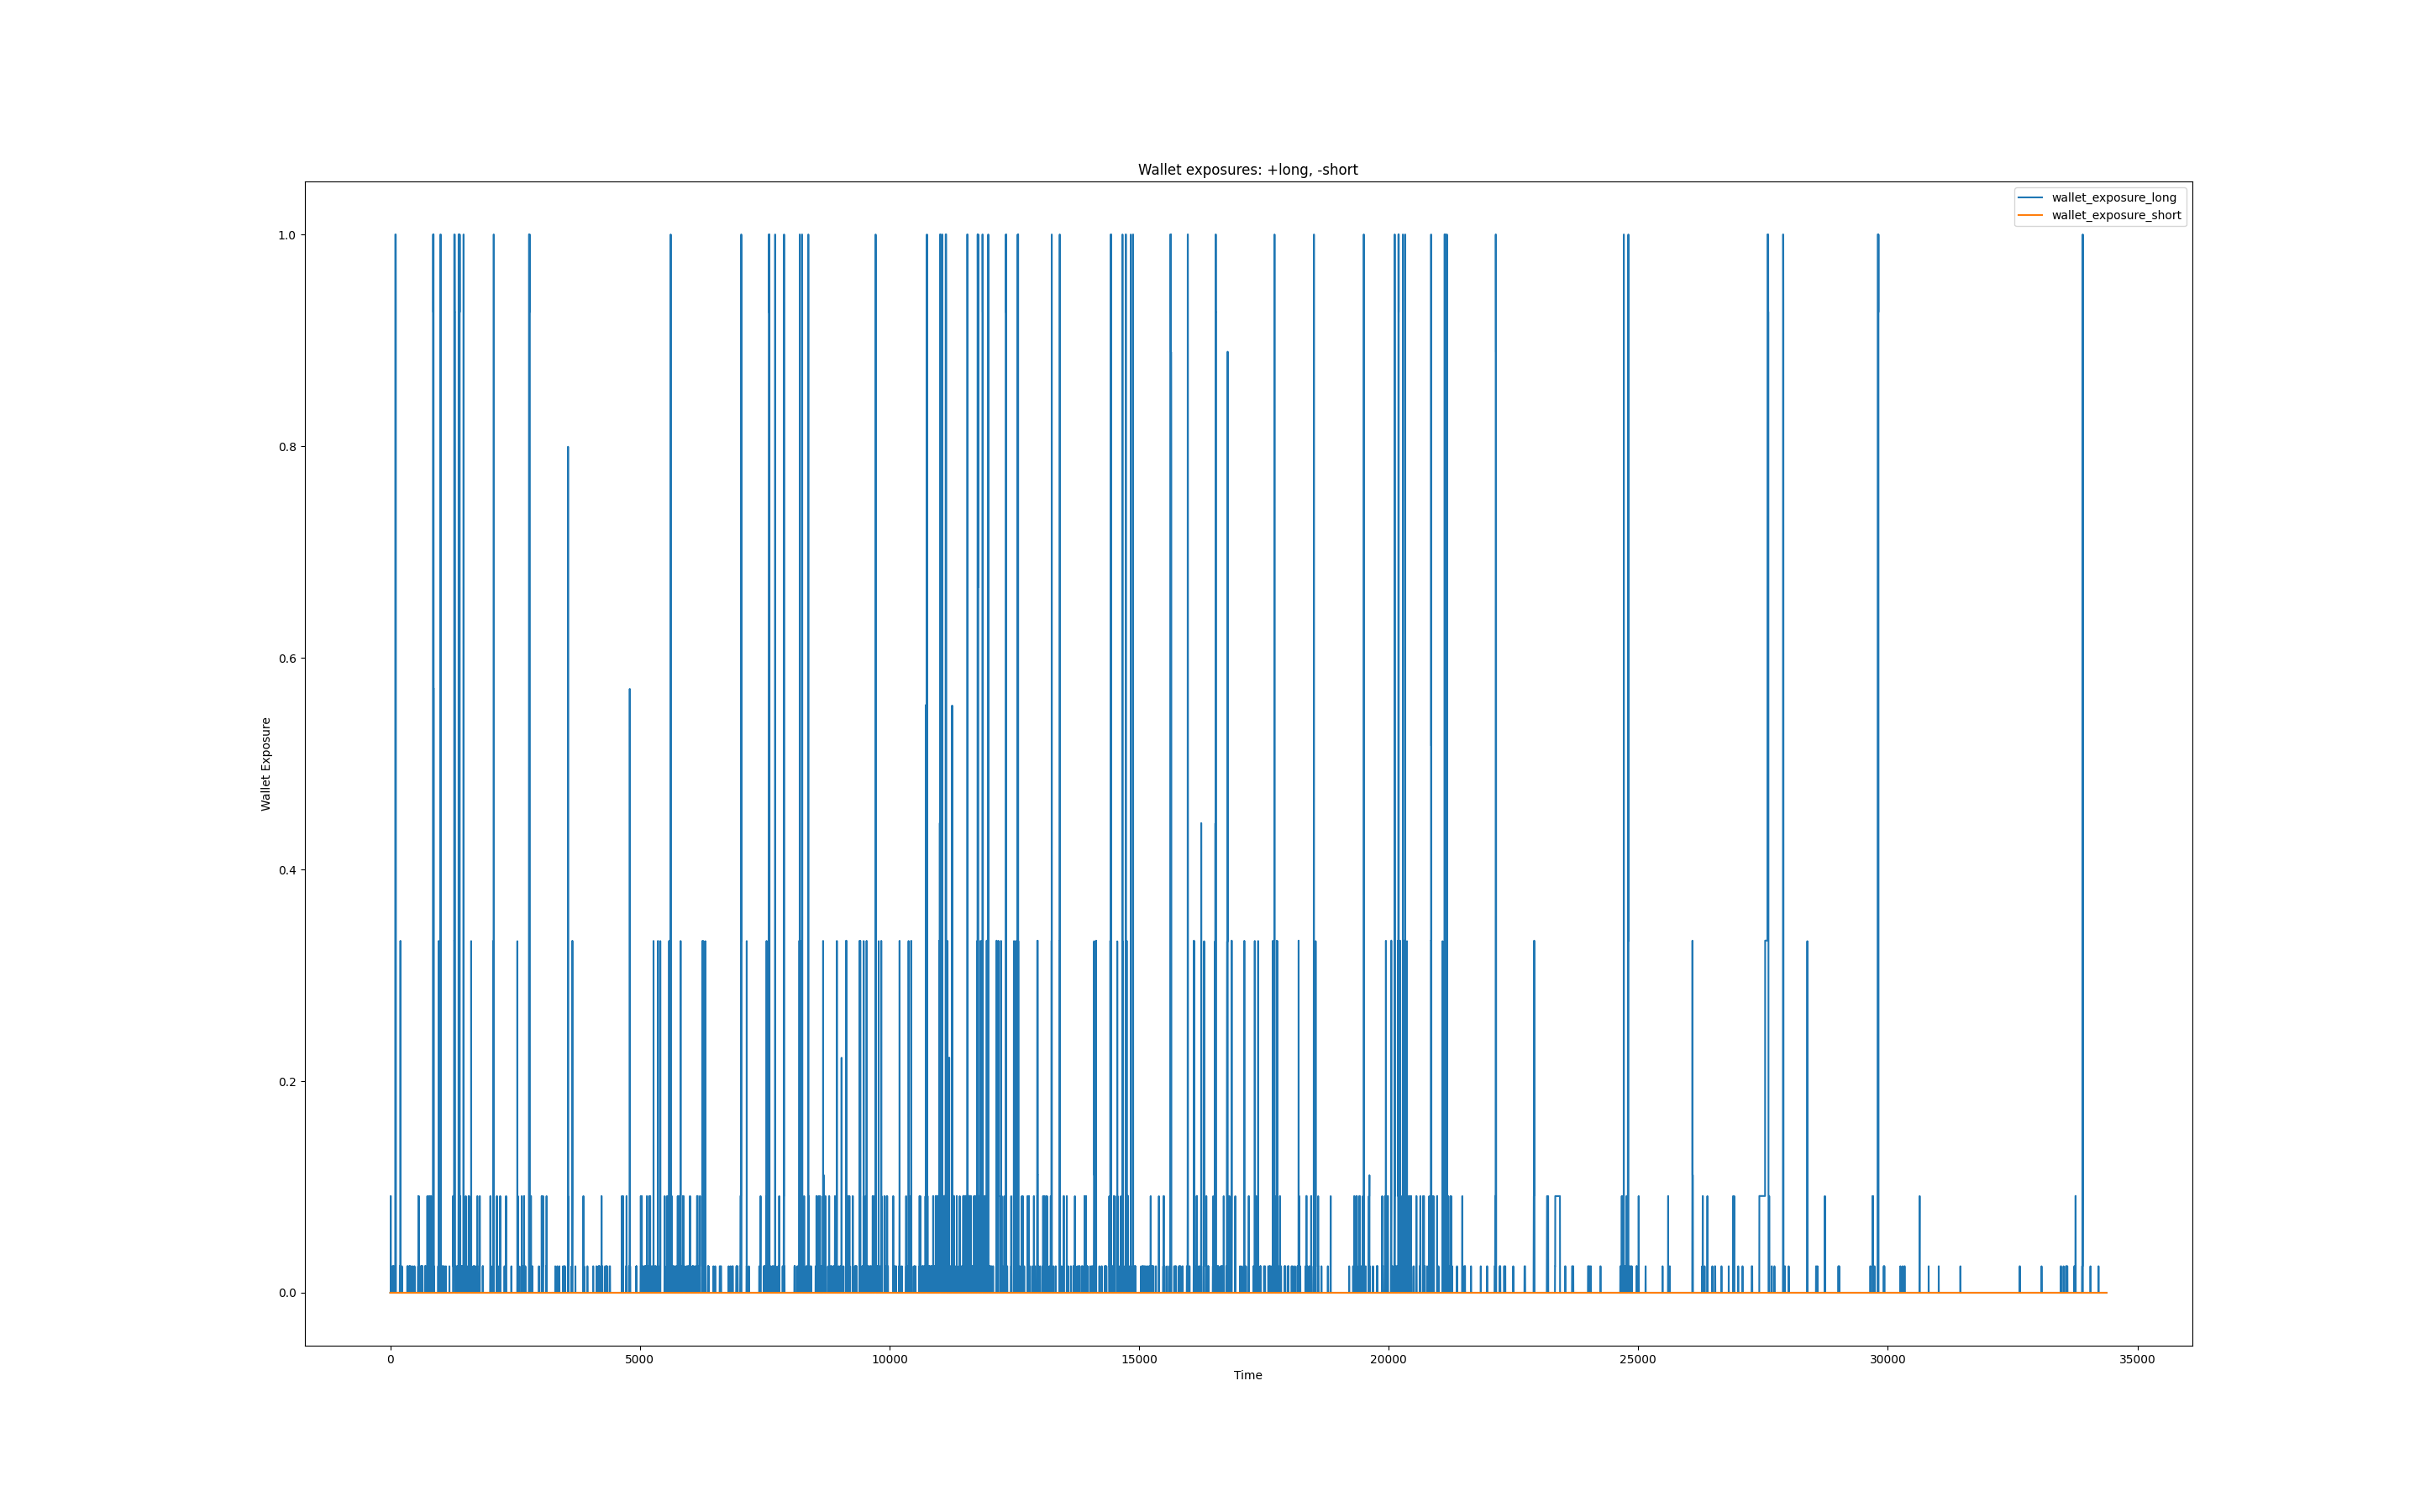 Wallet exposures: +long, -short
wallet_exposure_long
wallet_exposure_short
1.0
0.8
0.6
0.4
0.2
0.0
Wallet Exposure
0 5000 10000 15000 20000 25000 30000 35000
Time